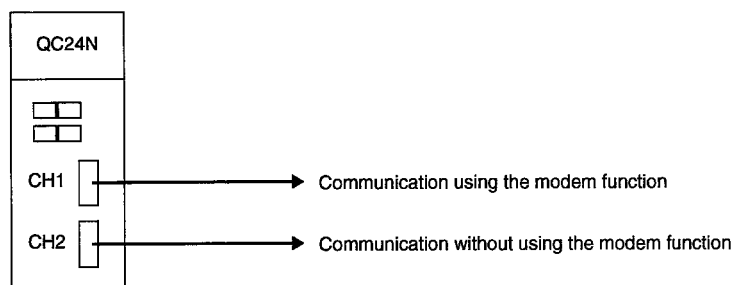 QC24N
CH1 Communication using the modem function
CH2 Communication without using the modem function